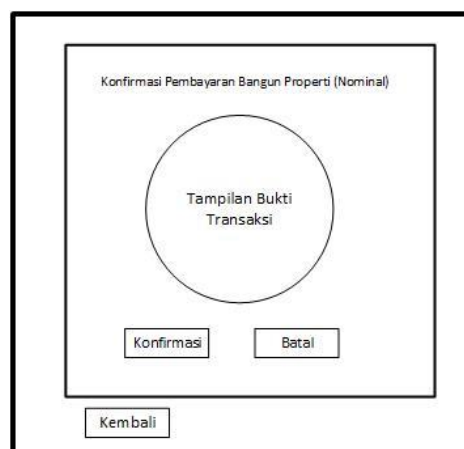 Konfirmasi Pembayaran Bangun Properti (Nominal)
Tampilan Bukti
Transaksi
Konfirmasi
Batal
Kembali